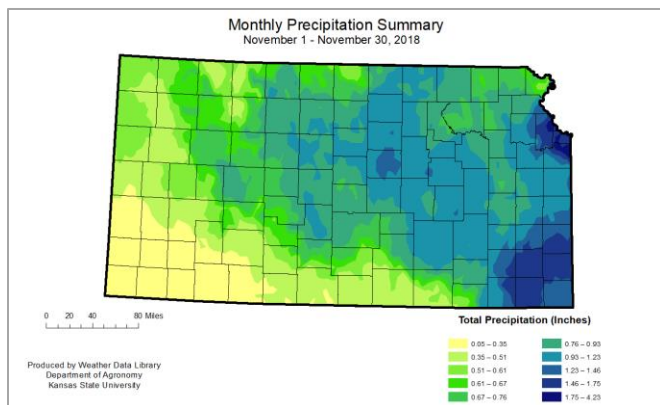 Monthly Precipitation Summary
November 1 - November 30, 2018
0 20 40 80 Miles
Total Precipitation (Inches)
0.05 – 0.35
0.35 – 0.51
0.51 – 0.61
0.61 – 0.67
0.67 – 0.76
0.76 – 0.93
0.93 – 1.23
1.23 – 1.46
1.46 – 1.75
1.75 – 4.23
Produced by Weather Data Library
Department of Agronomy
Kansas State University